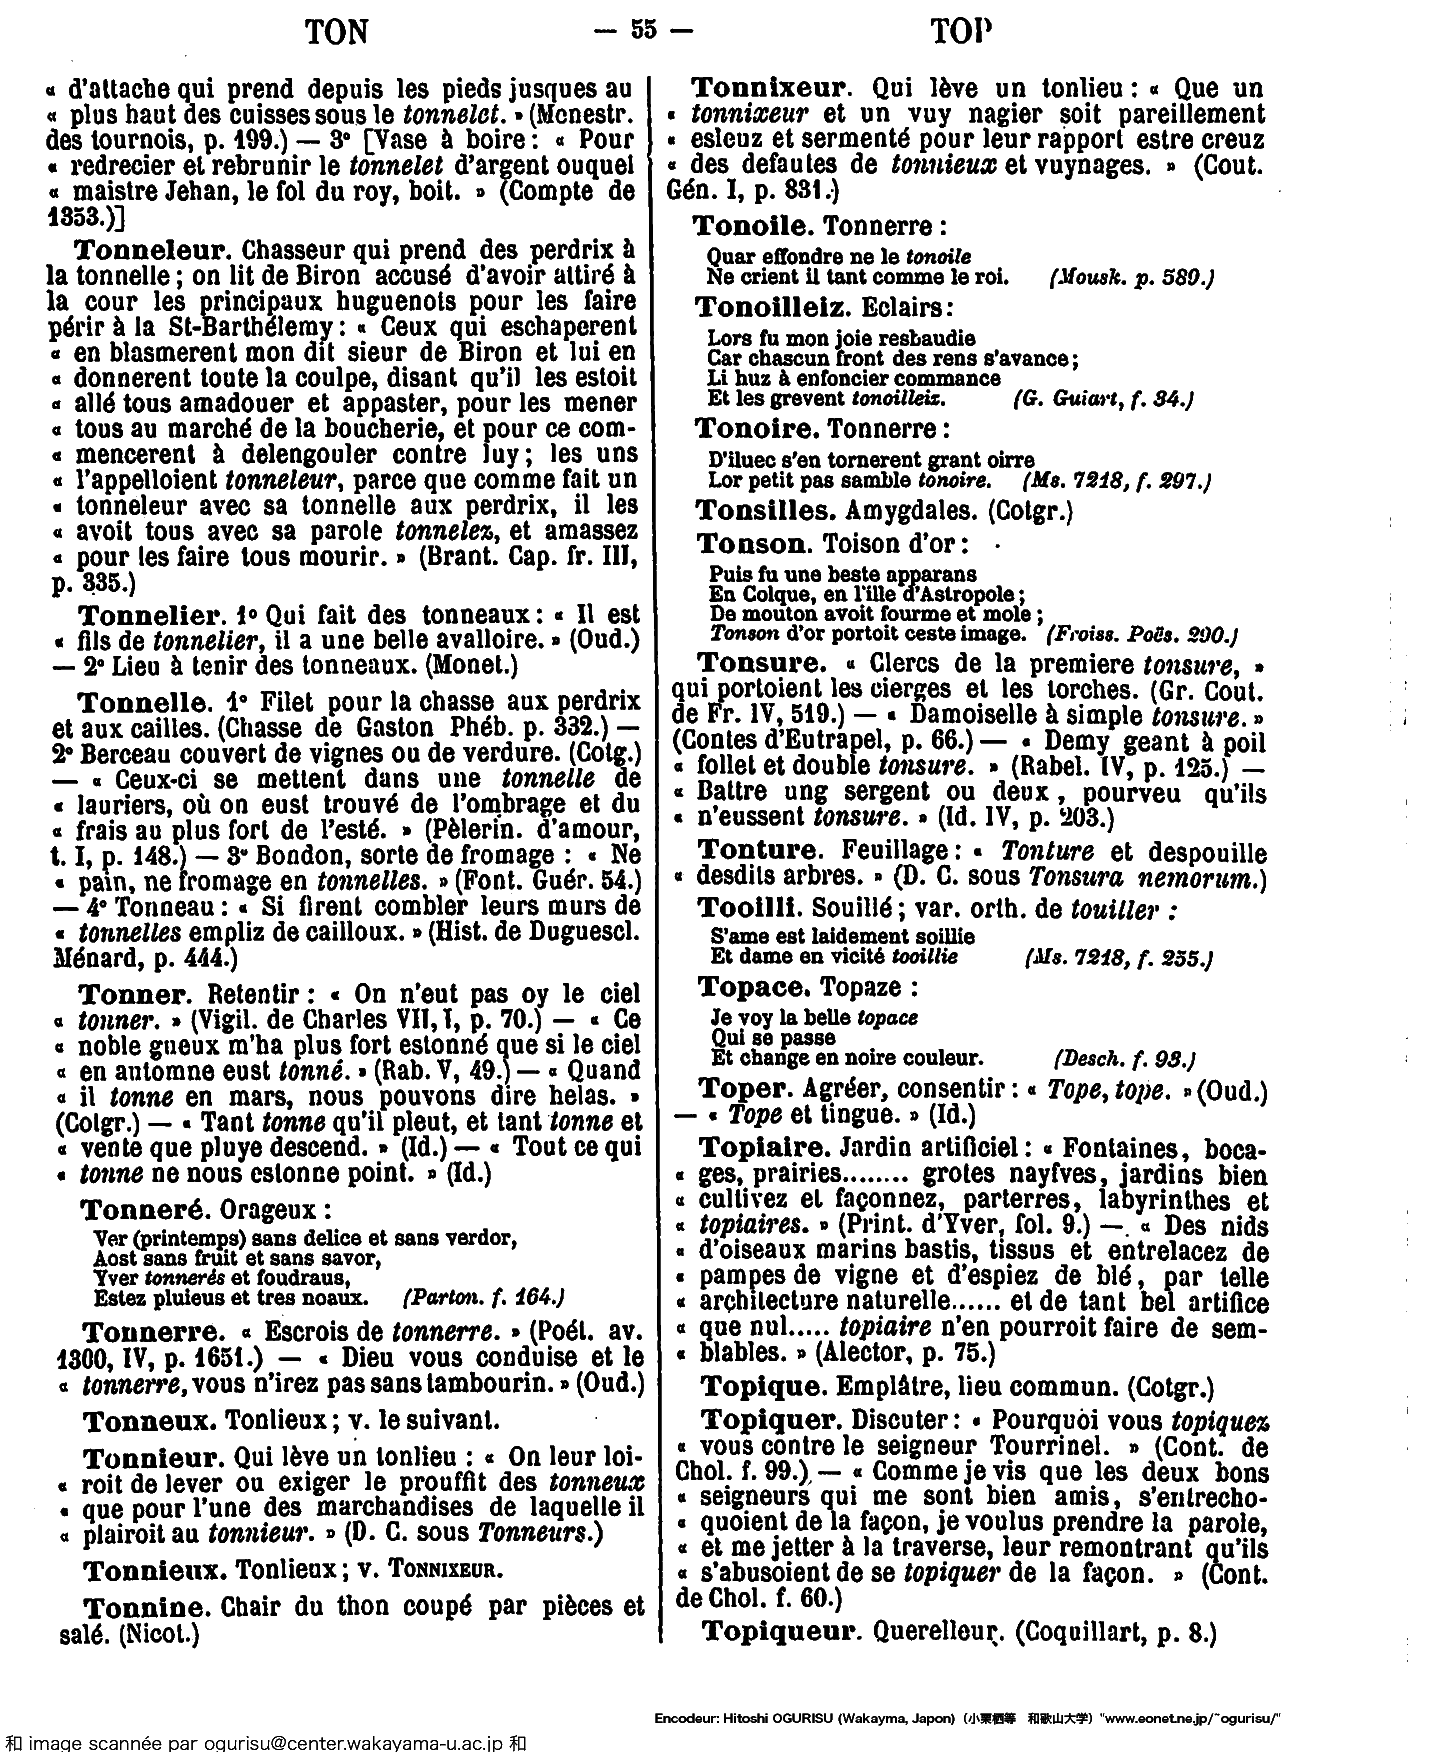 TON — 55 — TOP
« d'attache qui prend depuis les pieds jusques au
« plus haut des cuisses sous le tonnelet. » (Menestr.
des tournois, p. 199.) — 3° [Vase à boire : « Pour
« redrecier et rebrunir le tonnelet d'argent ouquel
« maistre Jehan, le fol du roy, boit. » (Compte de
1353.)]
Tonneleur. Chasseur qui prend des perdrix à
la tonnelle ; on lit de Biron accusé d'avoir attiré à
la cour les principaux huguenots pour les faire
périr à la St-Barthélemy : « Ceux qui eschaperent
« en blasmerent mon dit sieur de Biron et lui en
« donnerent toute la coulpe, disant qu'il les estoit
« allé tous amadouer et appaster, pour les mener
« tous au marché de la boucherie, et pour ce com-
« mencerent à delengouler contre luy ; les uns
« l'appelloient tonneleur, parce que comme fait un
« tonneleur avec sa tonnelle aux perdrix, il les
« avoit tous avec sa parole tonnelez, et amassez
« pour les faire tous mourir. » (Brant. Cap. fr. III,
p. 335.)
Tonnelier. 1° Qui fait des tonneaux : « Il est
« fils de tonnelier, il a une belle avalloire. » (Oud.)
— 2° Lieu à tenir des tonneaux. (Monet.)
Tonnelle. 1° Filet pour la chasse aux perdrix
et aux cailles. (Chasse de Gaston Phéb. p. 332.) —
2° Berceau couvert de vignes ou de verdure. (Cotg.)
— « Ceux-ci se mettent dans une tonnelle de
« lauriers, où on eust trouvé de l'ombrage et du
« frais au plus fort de l'esté. » (Pèlerin. d'amour,
t. I, p. 148.) — 3° Bondon, sorte de fromage : « Ne
« pain, ne fromage en tonnelles. » (Font. Guér. 54.)
— 4° Tonneau : « Si firent combler leurs murs de
« tonnelles empliz de cailloux. » (Hist. de Duguescl.
Ménard, p. 444.)
Tonner. Retentir : « On n'eut pas oy le ciel
« tonner. » (Vigil. de Charles VII, I, p. 70.) — « Ce
« noble gueux m'ha plus fort estonné que si le ciel
« en automne eust tonné. » (Rab. V, 49.) — « Quand
« il tonne en mars, nous pouvons dire helas. »
(Cotgr.) — « Tant tonne qu'il pleut, et tant tonne et
« vente que pluye descend. » (Id.) — « Tout ce qui
« tonne ne nous estonne point. » (Id.)
Tonneré. Orageux :
Ver (printemps) sans delice et sans verdor,
Aost sans fruit et sans savor,
Yver tonnerés et foudraus,
Estez pluieus et tres noaux. (Parton. f. 164.)
Tonnerre. « Escrois de tonnerre. » (Poét. av.
1300, IV, p. 1651.) — « Dieu vous conduise et le
« tonnerre, vous n'irez pas sans tambourin. » (Oud.)
Tonneux. Tonlieux ; v. le suivant.
Tonnieur. Qui lève un tonlieu : « On leur loi-
« roit de lever ou exiger le prouffit des tonneux
« que pour l'une des marchandises de laquelle il
« plairoit au tonnieur. » (D. C. sous Tonneurs.)
Tonnieux. Tonlieux ; v. TONNIXEUR.
Tonnine. Chair du thon coupé par pièces et
salé. (Nicot.)
Tonnixeur. Qui lève un tonlieu : « Que un
« tonnixeur et un vuy nagier soit pareillement
« esleuz et sermenté pour leur rapport estre creuz
« des defautes de tonnieux et vuynages. » (Cout.
Gén. I, p. 831.)
Tonoile. Tonnerre :
Quar effondre ne le tonoile
Ne crient il tant comme le roi. (Mousk. p. 589.)
Tonoilleiz. Eclairs :
Lors fu mon joie resbaudie
Car chascun front des rens s'avance ;
Li huz à enfoncier commance
Et les grevent tonoilleiz. (G. Guiart, f. 34.)
Tonoire. Tonnerre :
D'iluec s'en tornerent grant oirre
Lor petit pas samble tonoire. (Ms. 7218, f. 297.)
Tonsilles. Amygdales. (Cotgr.)
Tonson. Toison d'or :
Puis fu une beste apparans
En Colque, en l'ille d'Astropole ;
De mouton avoit fourme et mole ;
Tonson d'or portoit ceste image. (Froiss. Poës. 290.)
Tonsure. « Clercs de la premiere tonsure, »
qui portoient les cierges et les torches. (Gr. Cout.
de Fr. IV, 519.) — « Damoiselle à simple tonsure. »
(Contes d'Eutrapel, p. 66.) — « Demy geant à poil
« follet et double tonsure. » (Rabel. IV, p. 125.) —
« Battre ung sergent ou deux, pourveu qu'ils
« n'eussent tonsure. » (Id. IV, p. 203.)
Tonture. Feuillage : « Tonture et despouille
« desdits arbres. » (D. C. sous Tonsura nemorum.)
Tooilli. Souillé ; var. orth. de touiller :
S'ame est laidement soillie
Et dame en vicité tooillie (Ms. 7218, f. 255.)
Topace. Topaze :
Je voy la belle topace
Qui se passe
Et change en noire couleur. (Desch. f. 93.)
Toper. Agréer, consentir : « Tope, tope. » (Oud.)
— « Tope et tingue. » (Id.)
Topiaire. Jardin artificiel : « Fontaines, boca-
« ges, prairies........ grotes nayfves, jardins bien
« cultivez et façonnez, parterres, labyrinthes et
« topiaires. » (Print. d'Yver, fol. 9.) — « Des nids
« d'oiseaux marins bastis, tissus et entrelacez de
« pampes de vigne et d'espiez de blé, par telle
« architecture naturelle...... et de tant bel artifice
« que nul..... topiaire n'en pourroit faire de sem-
« blables. » (Alector, p. 75.)
Topique. Emplâtre, lieu commun. (Cotgr.)
Topiquer. Discuter : « Pourquoi vous topiquez
« vous contre le seigneur Tourrinel. » (Cont. de
Chol. f. 99.) — « Comme je vis que les deux bons
« seigneurs qui me sont bien amis, s'entrecho-
« quoient de la façon, je voulus prendre la parole,
« et me jetter à la traverse, leur remontrant qu'ils
« s'abusoient de se topiquer de la façon. » (Cont.
de Chol. f. 60.)
Topiqueur. Querelleur. (Coquillart, p. 8.)
Encodeur: Hitoshi OGURISU (Wakayma, Japon)（小栗栖等　和歌山大学）"www.eonet.ne.jp/~ogurisu/"
和 image scannée par ogurisu@center.wakayama-u.ac.jp 和